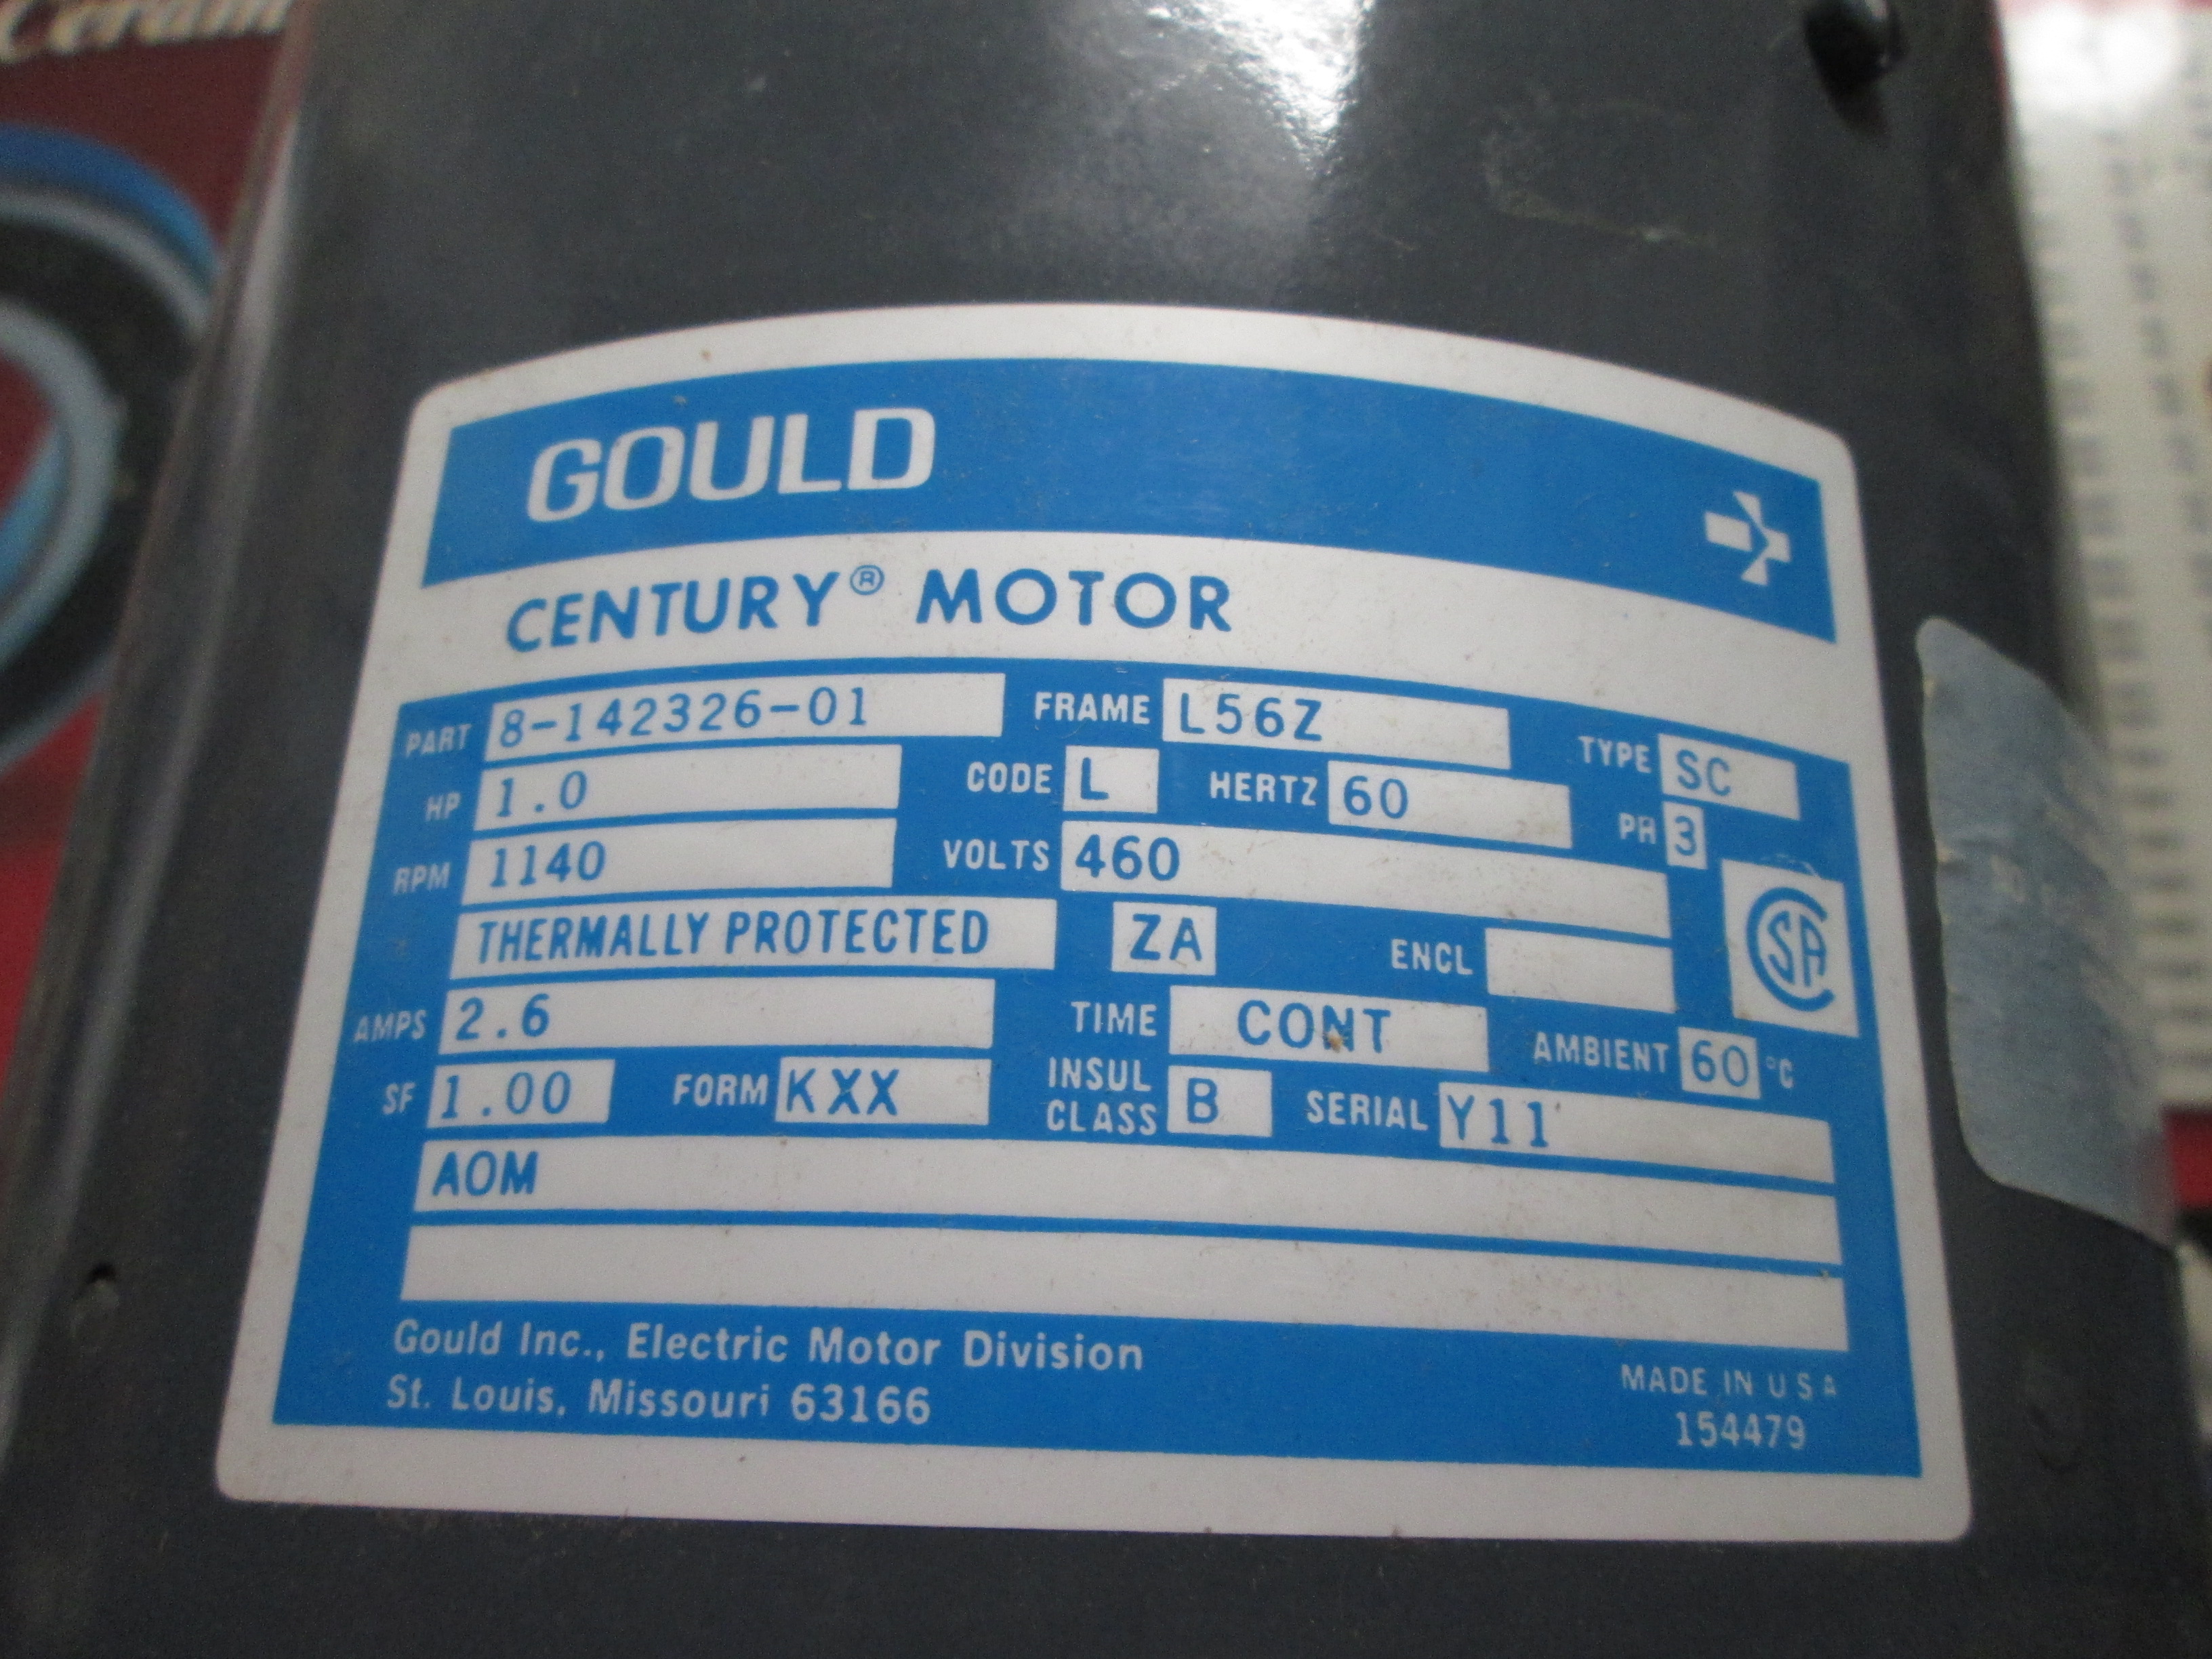 Ceram
GOULD
CENTURY® MOTOR
PART 8-142326-01 FRAME L56Z TYPE SC
HP 1.0 CODE L HERTZ 60 PH 3
RPM 1140 VOLTS 460
THERMALLY PROTECTED ZA ENCL
CSA
AMPS 2.6 TIME CONT AMBIENT 60 °C
SF 1.00 FORM KXX INSUL CLASS B SERIAL Y11
AOM
Gould Inc., Electric Motor Division
St. Louis, Missouri 63166
MADE IN U S A
154479